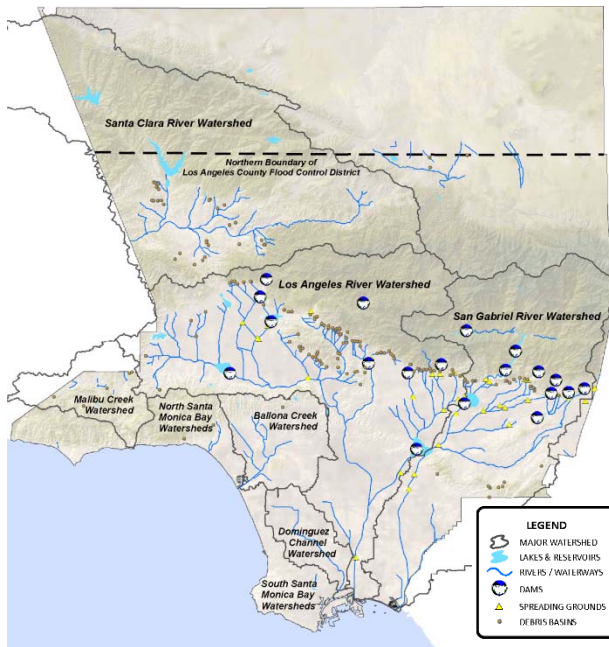 Santa Clara River Watershed
Northern Boundary of
Los Angeles County Flood Control District
Los Angeles River Watershed
San Gabriel River Watershed
Malibu Creek
Watershed
North Santa
Monica Bay
Watersheds
Ballona Creek
Watershed
Dominguez
Channel
Watershed
South Santa
Monica Bay
Watersheds
LEGEND
MAJOR WATERSHED
LAKES & RESERVOIRS
RIVERS / WATERWAYS
DAMS
SPREADING GROUNDS
DEBRIS BASINS